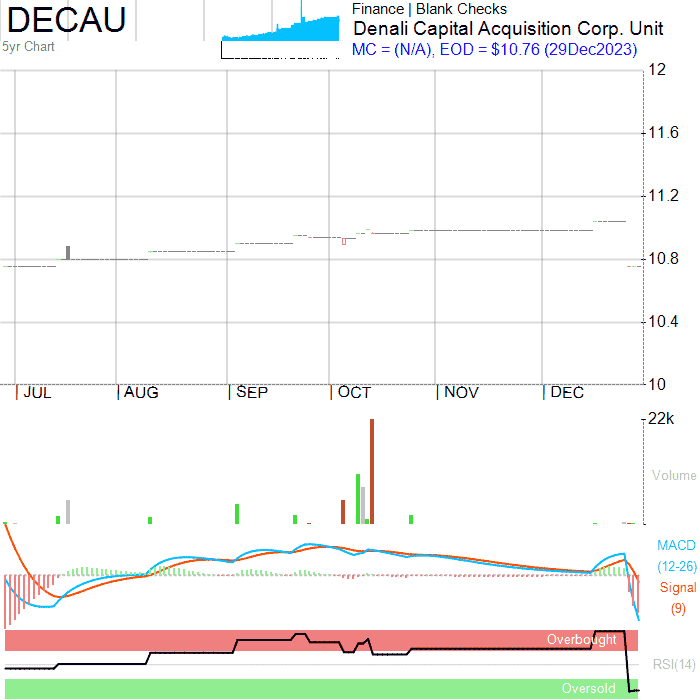 DECAU
5yr Chart
Finance | Blank Checks
Denali Capital Acquisition Corp. Unit
MC = (N/A), EOD = $10.76 (29Dec2023)
12
11.6
11.2
10.8
10.4
10
JUL AUG SEP OCT NOV DEC
22k
Volume
MACD
(12-26)
Signal
(9)
Overbought
RSI(14)
Oversold